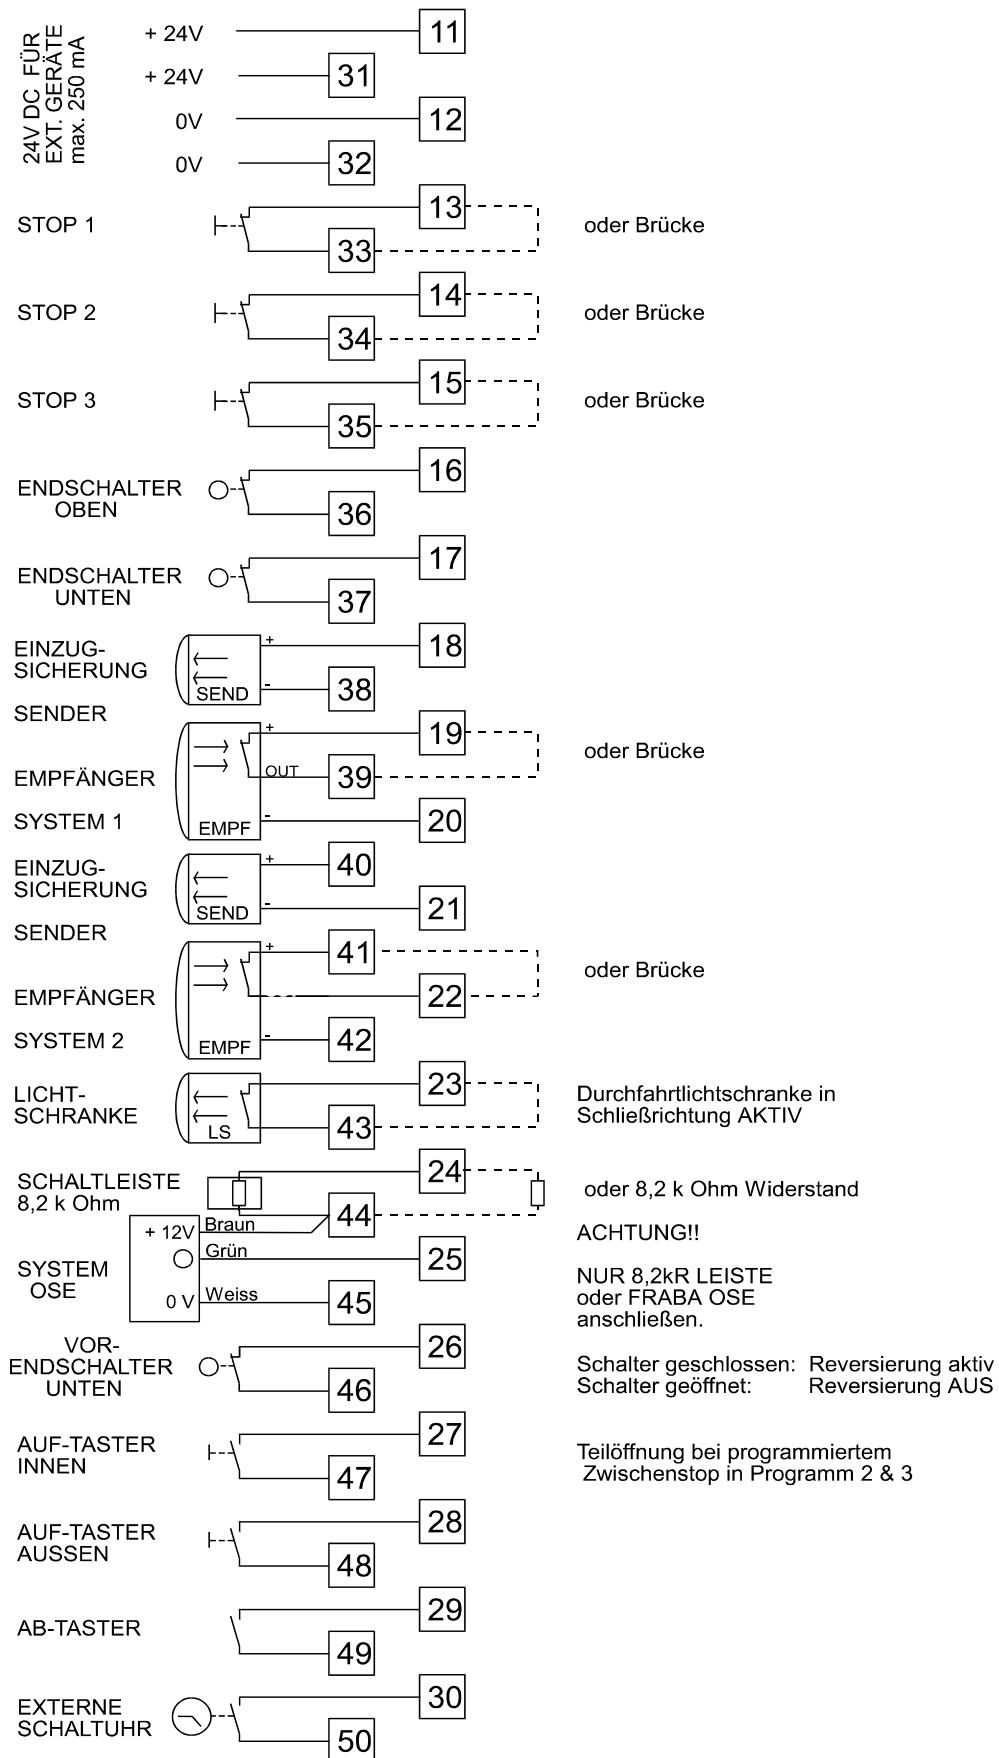 24V DC FÜR
EXT. GERÄTE
max. 250 mA
+ 24V 11
+ 24V 31
0V 12
0V 32
STOP 1 13 33 oder Brücke
STOP 2 14 34 oder Brücke
STOP 3 15 35 oder Brücke
ENDSCHALTER
OBEN
16
36
ENDSCHALTER
UNTEN
17
37
EINZUG-
SICHERUNG
SENDER
SEND
+ 18
- 38
EMPFÄNGER
SYSTEM 1
EMPF
+ 19
OUT 39
- 20
oder Brücke
EINZUG-
SICHERUNG
SENDER
SEND
+ 40
- 21
EMPFÄNGER
SYSTEM 2
EMPF
+ 41
22
- 42
oder Brücke
LICHT-
SCHRANKE
LS
23
43
Durchfahrtlichtschranke in
Schließrichtung AKTIV
SCHALTLEISTE
8,2 k Ohm
24
44
oder 8,2 k Ohm Widerstand
SYSTEM
OSE
+ 12V Braun
Grün 25
0 V Weiss 45
ACHTUNG!!
NUR 8,2kR LEISTE
oder FRABA OSE
anschließen.
VOR-
ENDSCHALTER
UNTEN
26
46
Schalter geschlossen: Reversierung aktiv
Schalter geöffnet: Reversierung AUS
AUF-TASTER
INNEN
27
47
Teilöffnung bei programmiertem
Zwischenstop in Programm 2 & 3
AUF-TASTER
AUSSEN
28
48
AB-TASTER
29
49
EXTERNE
SCHALTUHR
30
50